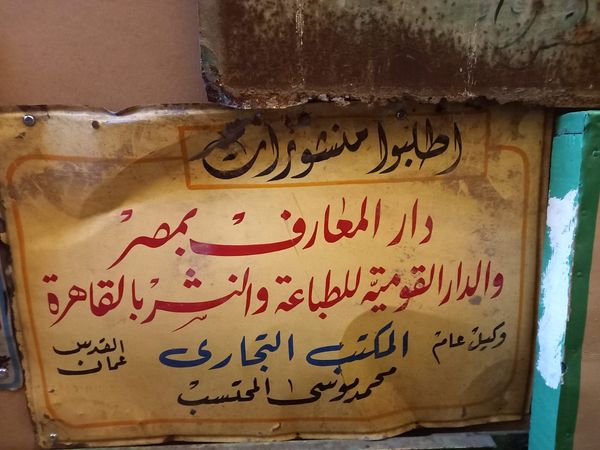 اطلبوا منشورات
دار المعارف بمصر
والدار القومية للطباعة والنشر بالقاهرة
وكيل عام المكتب التجاري القدس عمان
محمد موسى المحتسب